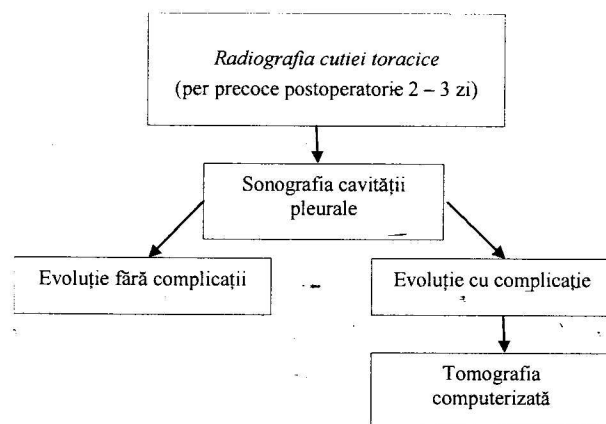 Radiografia cutiei toracice
(per precoce postoperatorie 2 – 3 zi)
Sonografia cavității
pleurale
Evoluție fără complicații
Evoluție cu complicație
Tomografia
computerizată